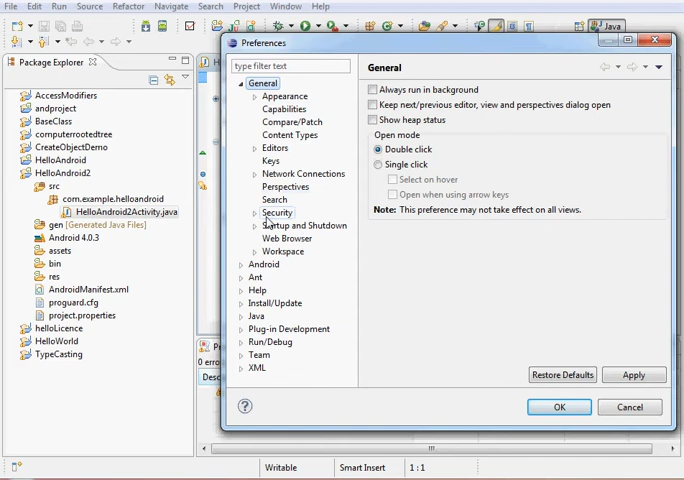 File Edit Run Source Refactor Navigate Search Project Window Help
Java
Package Explorer
AccessModifiers
andproject
BaseClass
computerrootedtree
CreateObjectDemo
HelloAndroid
HelloAndroid2
src
com.example.helloandroid
HelloAndroid2Activity.java
gen [Generated Java Files]
Android 4.0.3
assets
bin
res
AndroidManifest.xml
proguard.cfg
project.properties
helloLicence
HelloWorld
TypeCasting
Preferences
type filter text
General
Appearance
Capabilities
Compare/Patch
Content Types
Editors
Keys
Network Connections
Perspectives
Search
Security
Startup and Shutdown
Web Browser
Workspace
Android
Ant
Help
Install/Update
Java
Plug-in Development
Run/Debug
Team
XML
General
Always run in background
Keep next/previous editor, view and perspectives dialog open
Show heap status
Open mode
Double click
Single click
Select on hover
Open when using arrow keys
Note: This preference may not take effect on all views.
Restore Defaults Apply
OK Cancel
0 erro
Desc
Writable Smart Insert 1 : 1